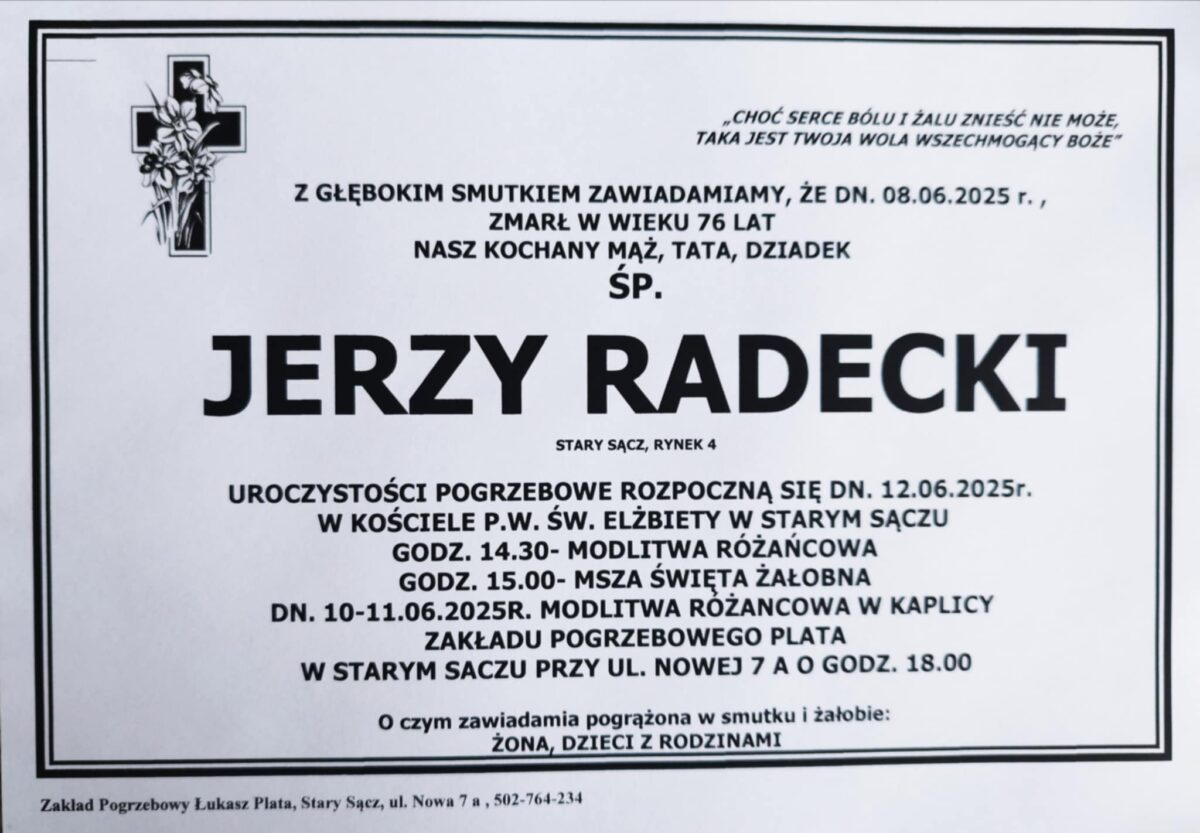 „CHOĆ SERCE BÓLU I ŻALU ZNIEŚĆ NIE MOŻE,
TAKA JEST TWOJA WOLA WSZECHMOGĄCY BOŻE”
Z GŁĘBOKIM SMUTKIEM ZAWIADAMIAMY, ŻE DN. 08.06.2025 r. ,
ZMARŁ W WIEKU 76 LAT
NASZ KOCHANY MĄŻ, TATA, DZIADEK
ŚP.
JERZY RADECKI
STARY SĄCZ, RYNEK 4
UROCZYSTOŚCI POGRZEBOWE ROZPOCZNĄ SIĘ DN. 12.06.2025r.
W KOŚCIELE P.W. ŚW. ELŻBIETY W STARYM SĄCZU
GODZ. 14.30- MODLITWA RÓŻAŃCOWA
GODZ. 15.00- MSZA ŚWIĘTA ŻAŁOBNA
DN. 10-11.06.2025R. MODLITWA RÓŻANCOWA W KAPLICY
ZAKŁADU POGRZEBOWEGO PLATA
W STARYM SACZU PRZY UL. NOWEJ 7 A O GODZ. 18.00
O czym zawiadamia pogrążona w smutku i żałobie:
ŻONA, DZIECI Z RODZINAMI
Zakład Pogrzebowy Łukasz Plata, Stary Sącz, ul. Nowa 7 a , 502-764-234